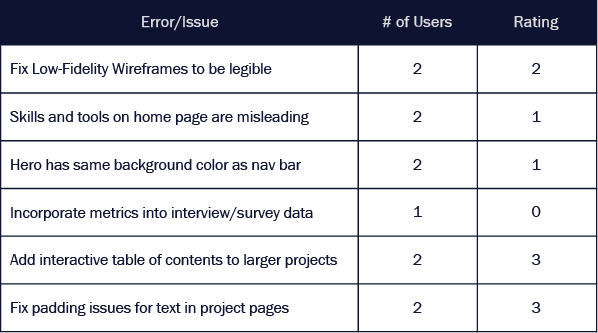 Error/Issue # of Users Rating
Fix Low-Fidelity Wireframes to be legible 2 2
Skills and tools on home page are misleading 2 1
Hero has same background color as nav bar 2 1
Incorporate metrics into interview/survey data 1 0
Add interactive table of contents to larger projects 2 3
Fix padding issues for text in project pages 2 3